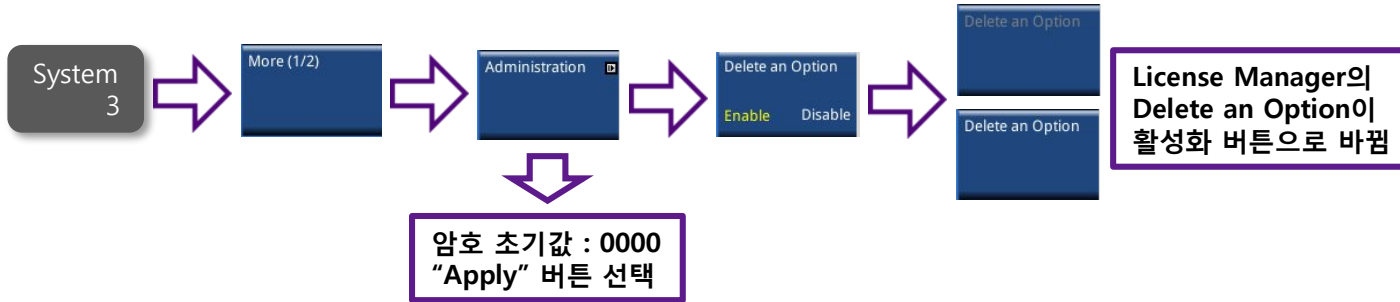 System
3
More (1/2)
Administration
Delete an Option
Enable Disable
Delete an Option
Delete an Option
License Manager의
Delete an Option이
활성화 버튼으로 바뀜
암호 초기값 : 0000
“Apply” 버튼 선택